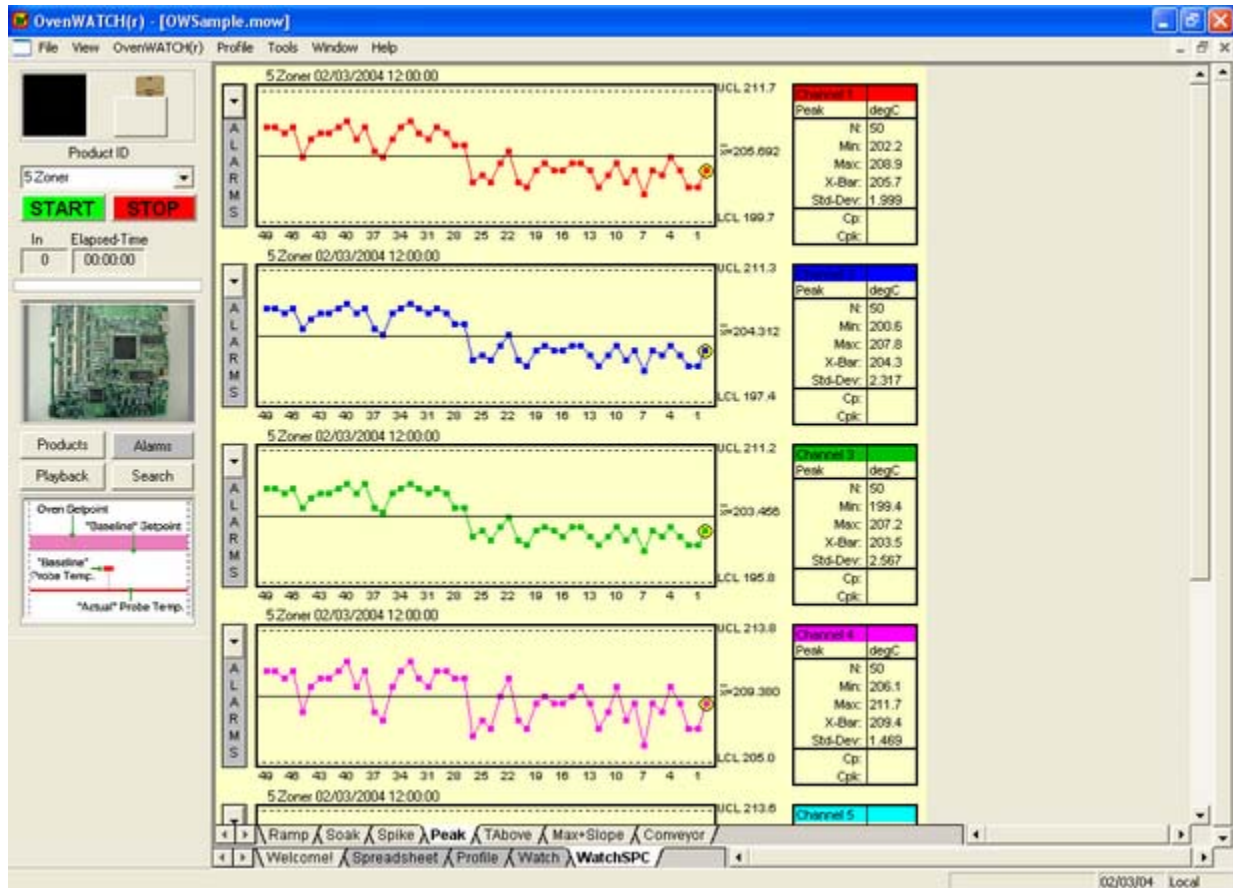 OvenWATCH(r) - [OWSample.mow]
File View OvenWATCH(r) Profile Tools Window Help
Product ID
5Zoner
START STOP
In Elapsed-Time
0 00:00:00
Products Alarms
Playback Search
Oven Setpoint
"Baseline" Setpoint
"Baseline"
Probe Temp.
"Actual" Probe Temp.
5Zoner 02/03/2004 12:00:00
ALARMS
UCL 211.7
x=205.692
LCL 199.7
49 46 43 40 37 34 31 28 25 22 19 16 13 10 7 4 1
Channel 1
Peak degC
N: 50
Min: 202.2
Max: 208.9
X-Bar: 205.7
Std-Dev: 1.999
Cp:
Cpk:
5Zoner 02/03/2004 12:00:00
ALARMS
UCL 211.3
x=204.312
LCL 197.4
49 46 43 40 37 34 31 28 25 22 19 16 13 10 7 4 1
Channel 2
Peak degC
N: 50
Min: 200.6
Max: 207.8
X-Bar: 204.3
Std-Dev: 2.317
Cp:
Cpk:
5Zoner 02/03/2004 12:00:00
ALARMS
UCL 211.2
x=203.466
LCL 195.8
49 46 43 40 37 34 31 28 25 22 19 16 13 10 7 4 1
Channel 3
Peak degC
N: 50
Min: 199.4
Max: 207.2
X-Bar: 203.5
Std-Dev: 2.567
Cp:
Cpk:
5Zoner 02/03/2004 12:00:00
ALARMS
UCL 213.8
x=209.380
LCL 205.0
49 46 43 40 37 34 31 28 25 22 19 16 13 10 7 4 1
Channel 4
Peak degC
N: 50
Min: 206.1
Max: 211.7
X-Bar: 209.4
Std-Dev: 1.469
Cp:
Cpk:
5Zoner 02/03/2004 12:00:00
UCL 213.6
Channel 5
Ramp Soak Spike Peak TAbove Max+Slope Conveyor
Welcome! Spreadsheet Profile Watch WatchSPC
02/03/04 Local